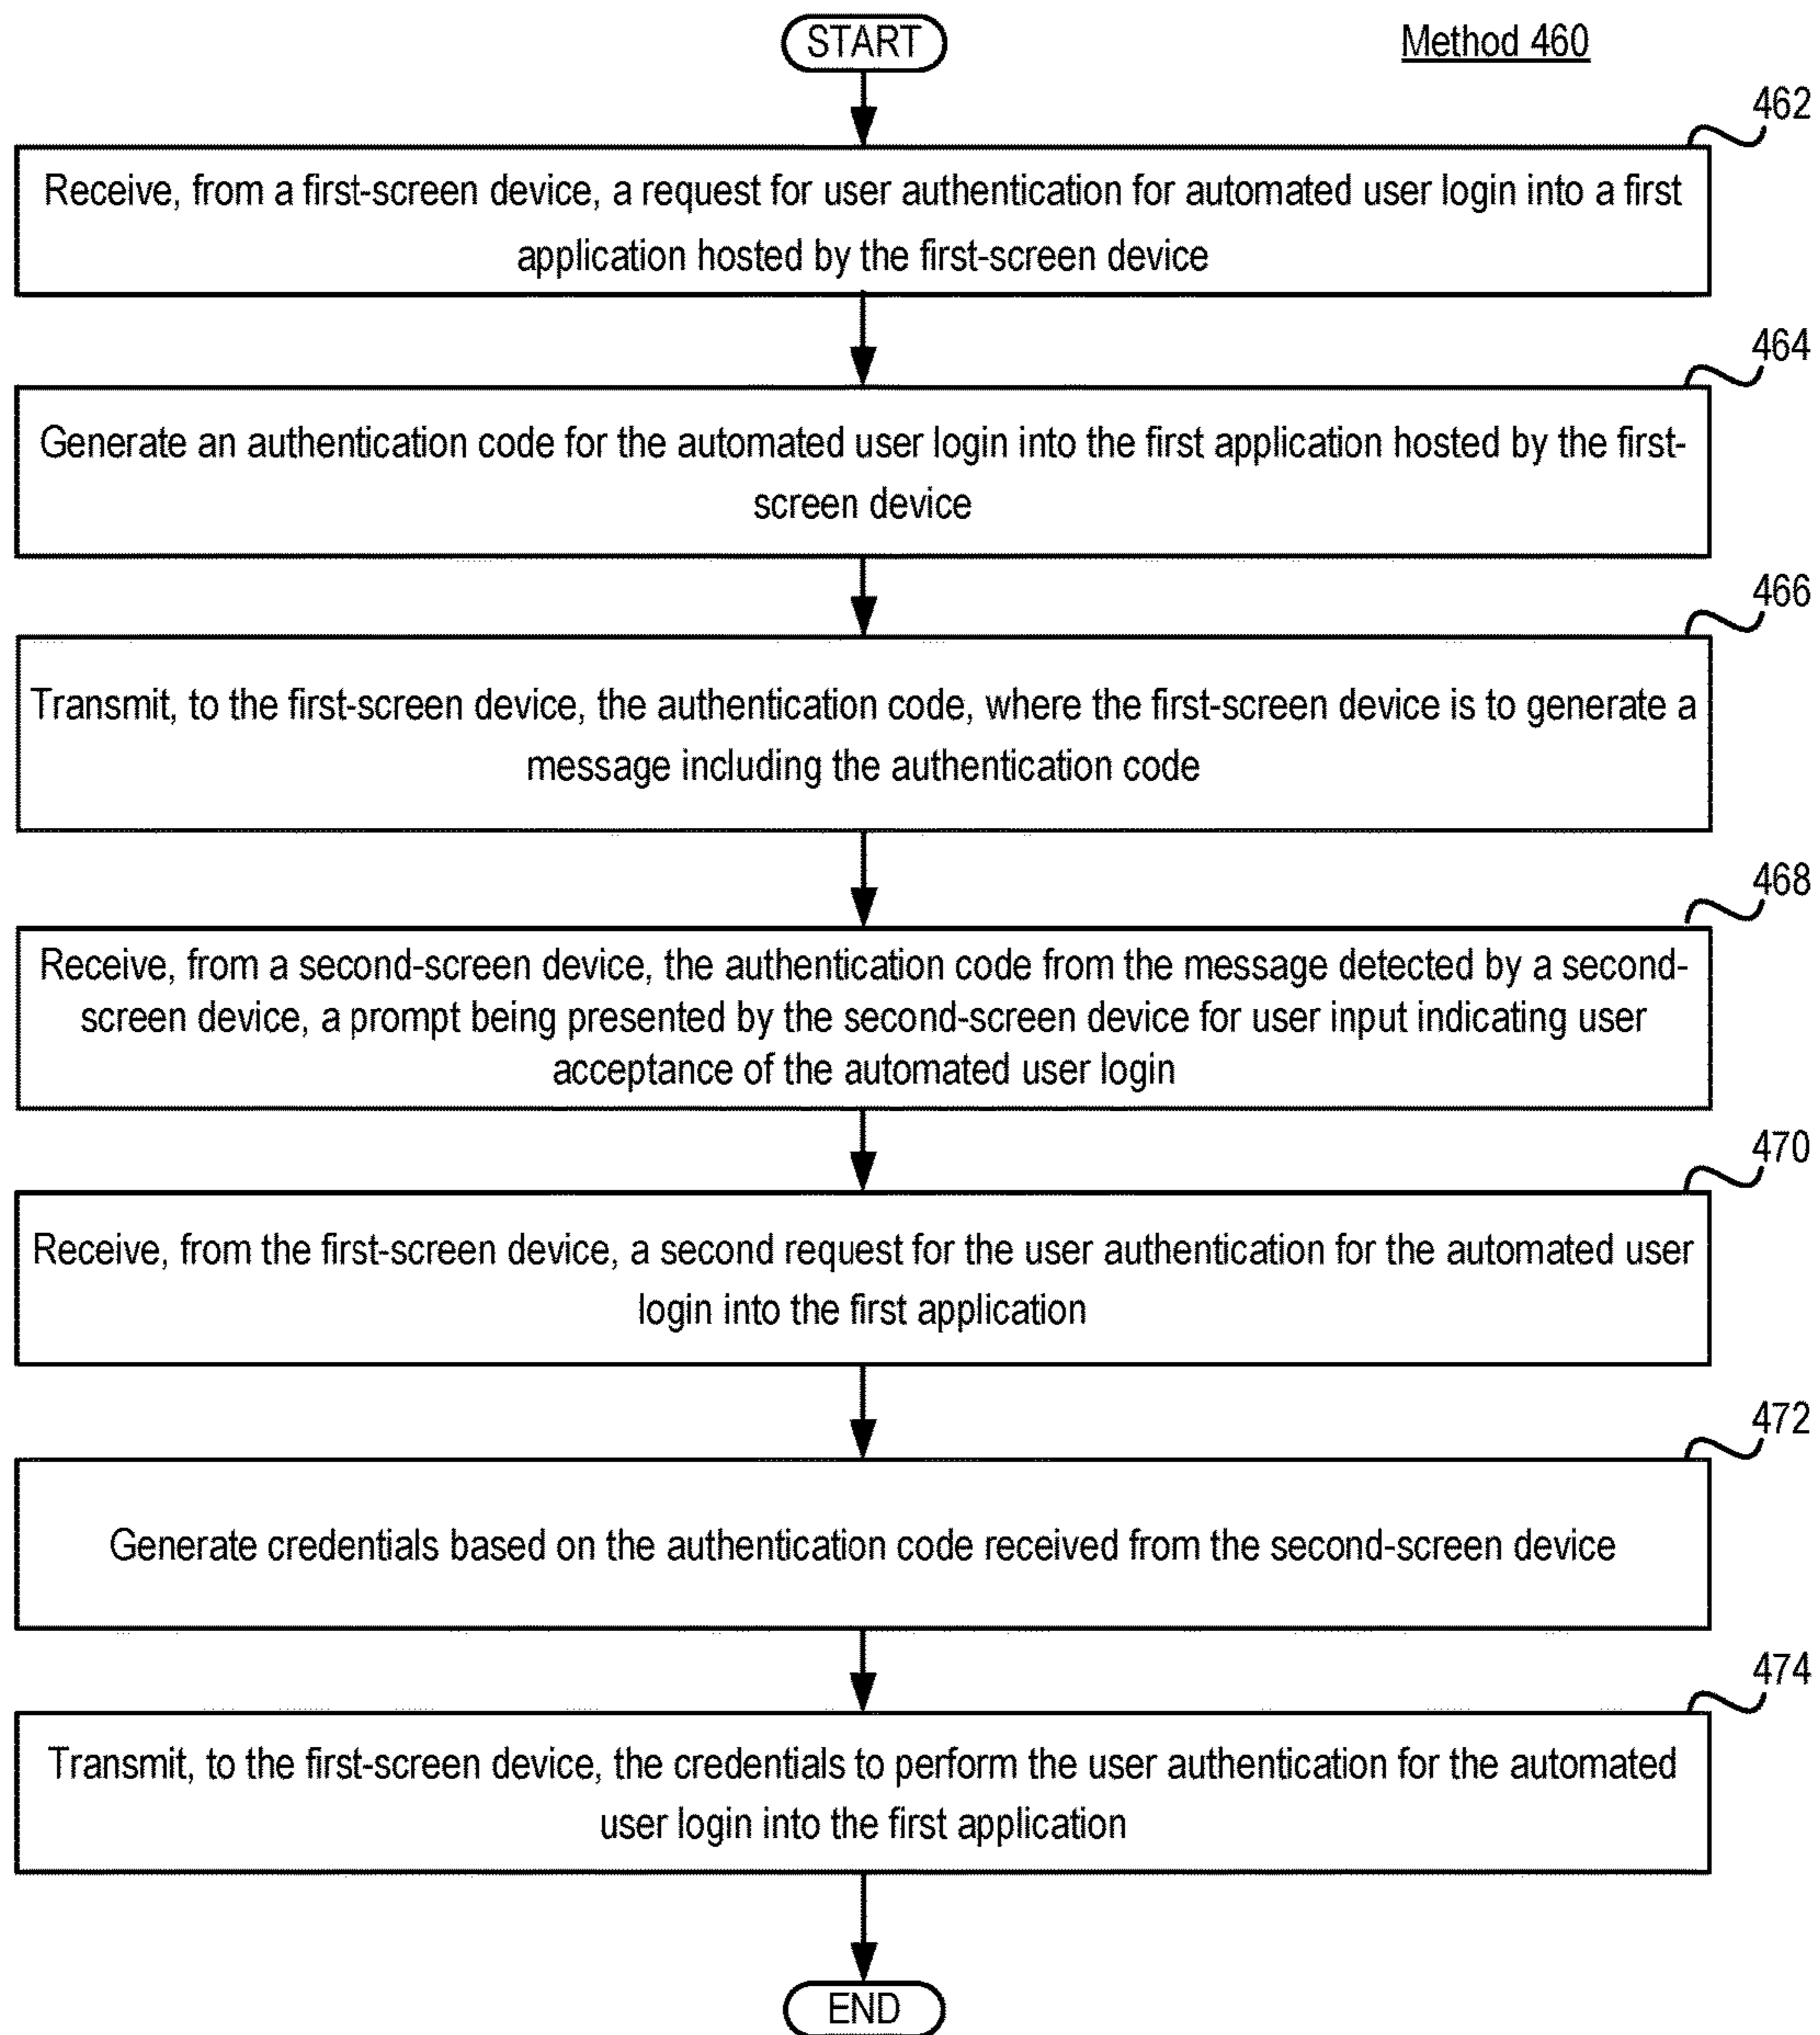 START
Method 460
462
Receive, from a first-screen device, a request for user authentication for automated user login into a first
application hosted by the first-screen device
464
Generate an authentication code for the automated user login into the first application hosted by the first-
screen device
466
Transmit, to the first-screen device, the authentication code, where the first-screen device is to generate a
message including the authentication code
468
Receive, from a second-screen device, the authentication code from the message detected by a second-
screen device, a prompt being presented by the second-screen device for user input indicating user
acceptance of the automated user login
470
Receive, from the first-screen device, a second request for the user authentication for the automated user
login into the first application
472
Generate credentials based on the authentication code received from the second-screen device
474
Transmit, to the first-screen device, the credentials to perform the user authentication for the automated
user login into the first application
END